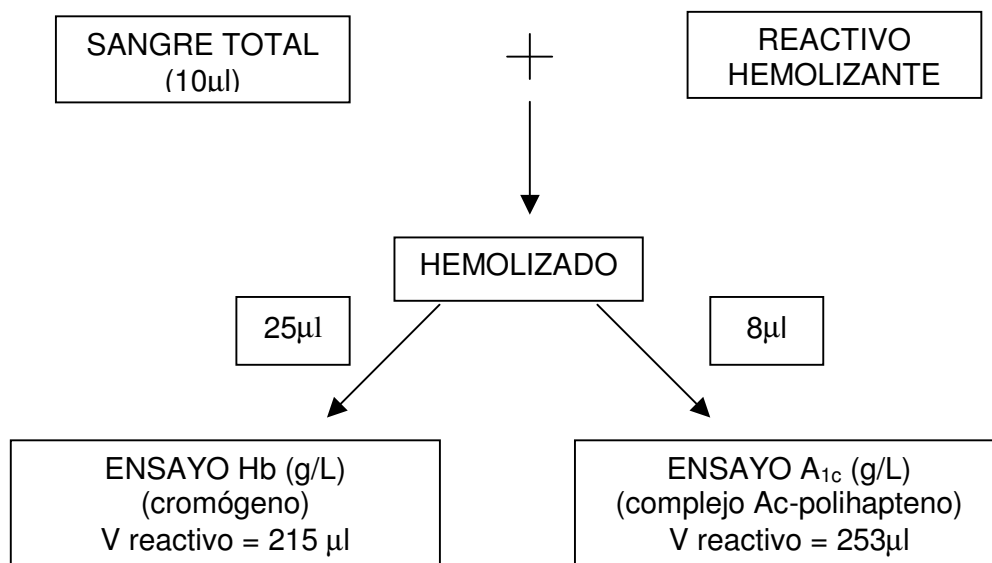 SANGRE TOTAL
(10µl)
REACTIVO
HEMOLIZANTE
HEMOLIZADO
25µl
8µl
ENSAYO Hb (g/L)
(cromógeno)
V reactivo = 215 µl
ENSAYO A1c (g/L)
(complejo Ac-polihapteno)
V reactivo = 253µl